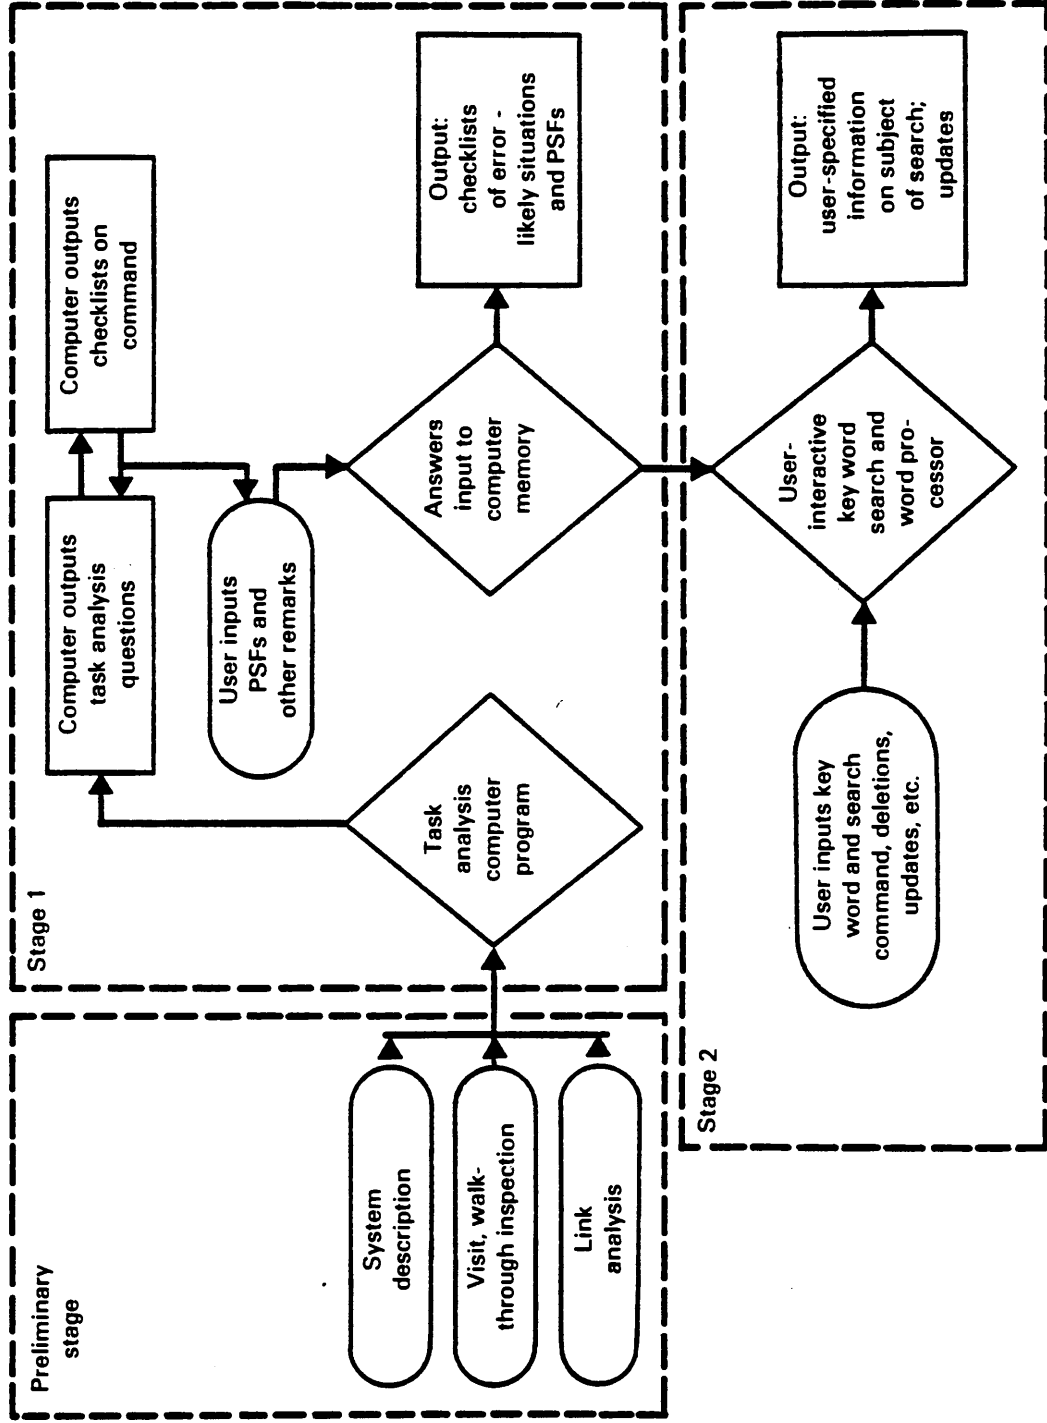 Preliminary
stage
System
description
Visit, walk-
through inspection
Link
analysis
Stage 1
Task
analysis
computer
program
Computer outputs
task analysis
questions
Computer outputs
checklists on
command
User inputs
PSFs and
other remarks
Answers
input to
computer
memory
Output:
checklists
of error -
likely situations
and PSFs
Stage 2
User inputs key
word and search
command, deletions,
updates, etc.
User-
interactive
key word
search and
word pro-
cessor
Output:
user-specified
information
on subject
of search;
updates